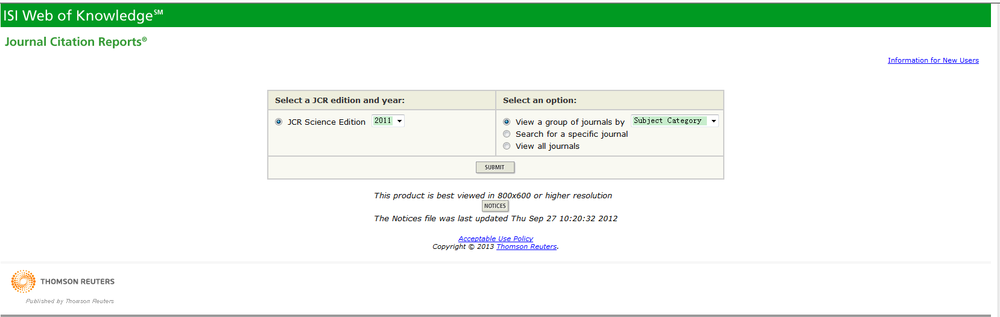 ISI Web of Knowledge℠
Journal Citation Reports®
Information for New Users
Select a JCR edition and year:
Select an option:
JCR Science Edition 2011
View a group of journals by Subject Category
Search for a specific journal
View all journals
SUBMIT
This product is best viewed in 800x600 or higher resolution
NOTICES
The Notices file was last updated Thu Sep 27 10:20:32 2012
Acceptable Use Policy
Copyright © 2013 Thomson Reuters.
THOMSON REUTERS
Published by Thomson Reuters